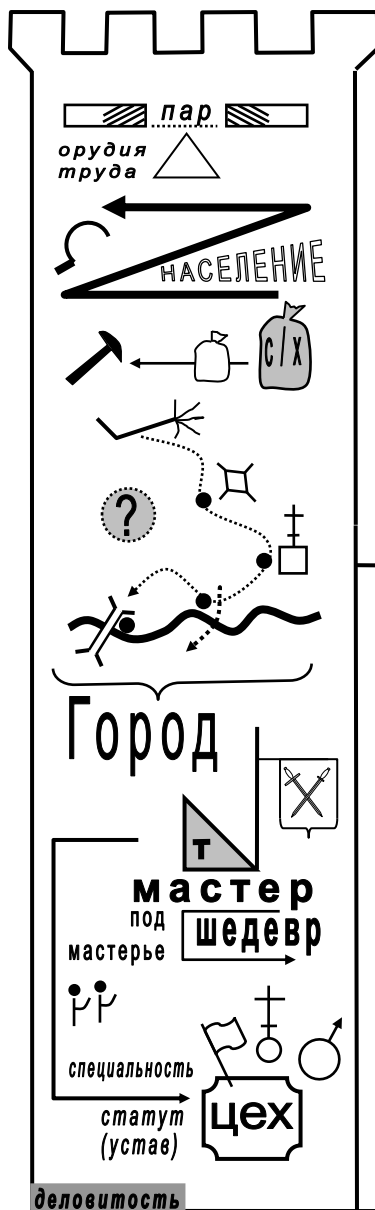 пар
орудия
труда
НАСЕЛЕНИЕ
с/х
?
Город
т
мастер
под
мастерье
шедевр
специальность
статут
(устав)
цех
деловитость